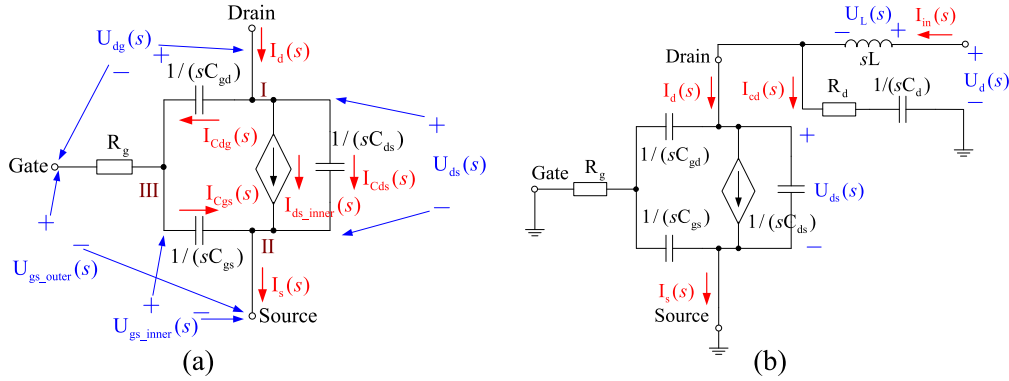 Drain
U_dg(s)
+
−
I_d(s)
1/(sC_gd)
I
I_Cdg(s)
1/(sC_ds)
+
U_ds(s)
−
Gate
R_g
III
I_Cgs(s)
I_ds_inner(s)
I_Cds(s)
+
−
1/(sC_gs)
II
U_gs_outer(s)
I_s(s)
+
−
Source
U_gs_inner(s)
(a)
U_L(s)
I_in(s)
−
+
sL
+
U_d(s)
−
Drain
I_d(s)
I_cd(s)
R_d
1/(sC_d)
1/(sC_gd)
+
Gate
R_g
U_ds(s)
1/(sC_gs)
1/(sC_ds)
−
I_s(s)
Source
(b)